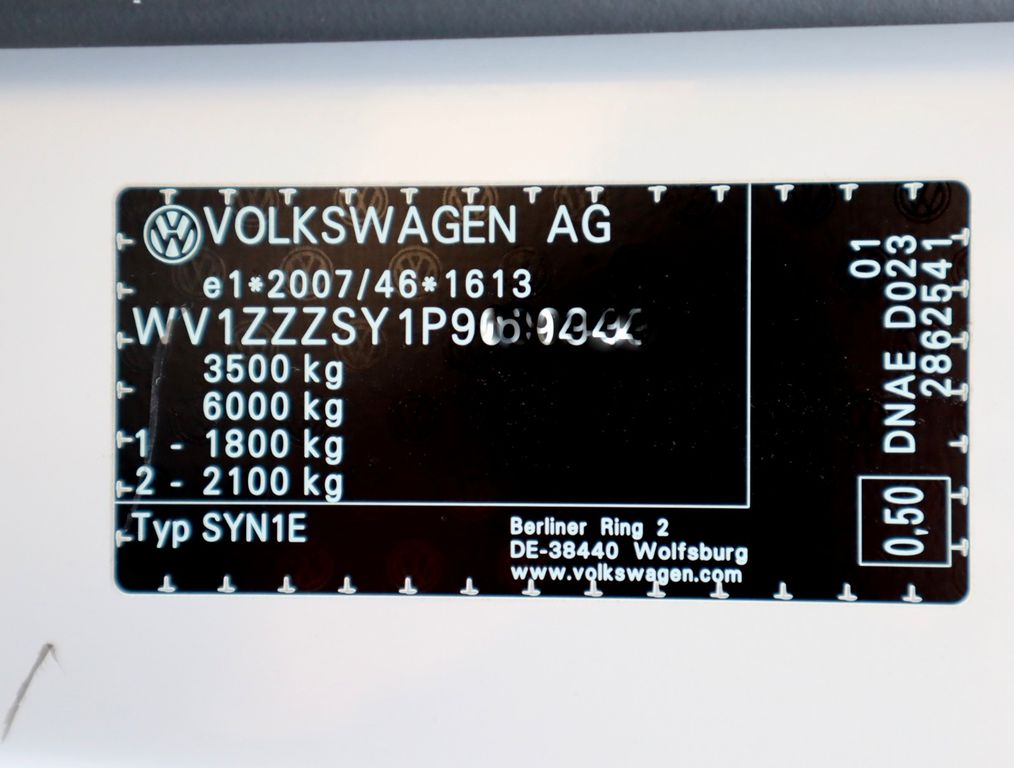 VOLKSWAGEN AG
e1*2007/46*1613
3500 kg
6000 kg
1 - 1800 kg
2 - 2100 kg
Typ SYN1E
Berliner Ring 2
DE-38440 Wolfsburg
www.volkswagen.com
01
DNAE D023
2862541
0,50